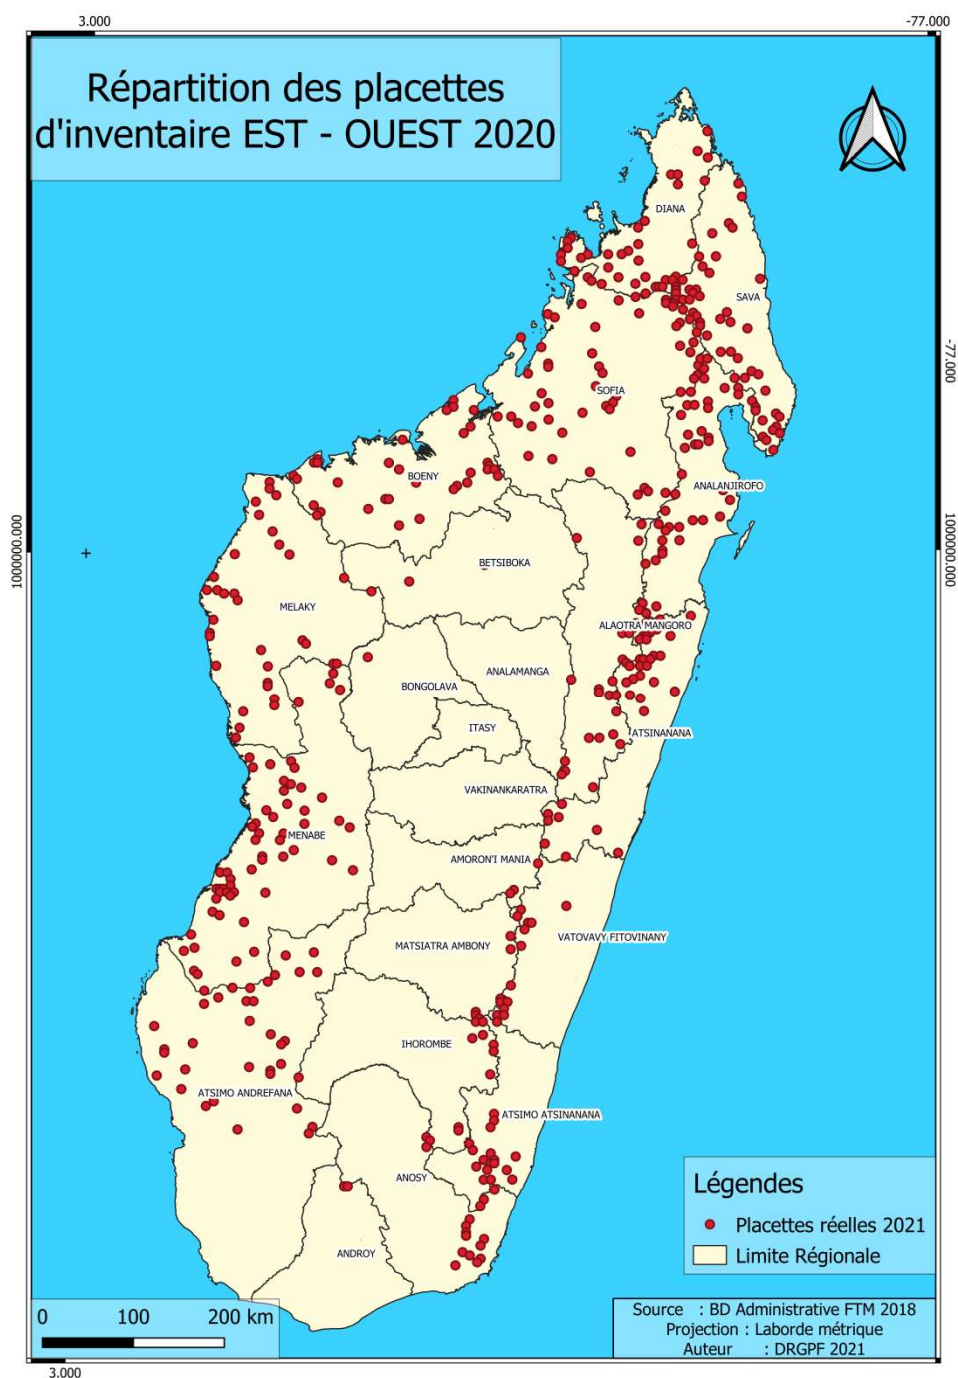 3.000
-77.000
Répartition des placettes
d'inventaire EST - OUEST 2020
DIANA
SAVA
-77.000
SOFIA
BOENY
ANALANJIROFO
1000000.000
1000000.000
BETSIBOKA
MELAKY
ALAOTRA MANGORO
ANALAMANGA
BONGOLAVA
ITASY
ATSINANANA
VAKINANKARATRA
MENABE
AMORON'I MANIA
VATOVAVY FITOVINANY
MATSIATRA AMBONY
IHOROMBE
ATSIMO ANDREFANA
ATSIMO ATSINANANA
ANOSY
ANDROY
Légendes
Placettes réelles 2021
Limite Régionale
0 100 200 km
Source : BD Administrative FTM 2018
Projection : Laborde métrique
Auteur : DRGPF 2021
3.000